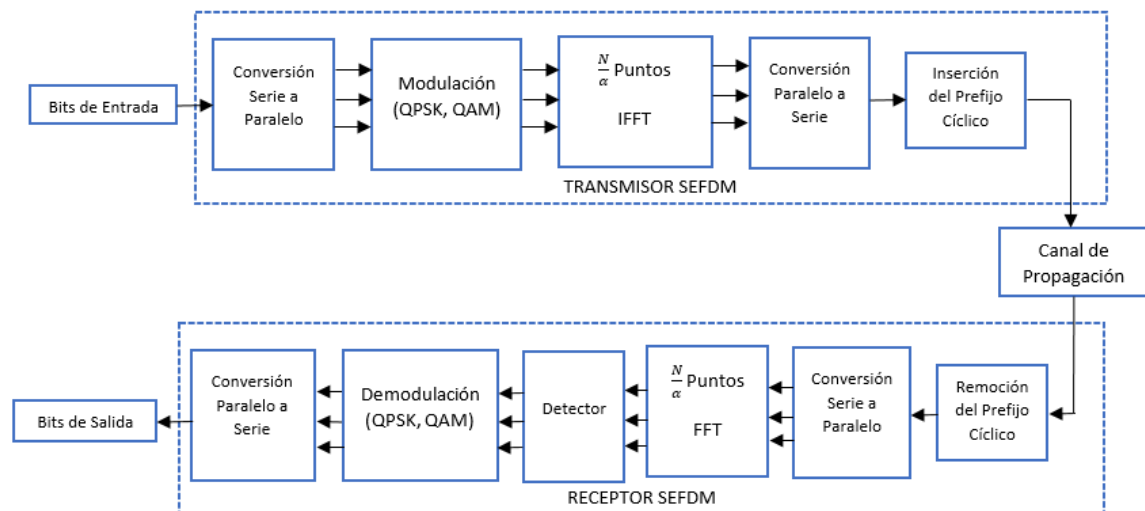 Bits de Entrada
Conversión
Serie a
Paralelo
Modulación
(QPSK, QAM)
N/α Puntos
IFFT
Conversión
Paralelo a
Serie
Inserción
del Prefijo
Cíclico
TRANSMISOR SEFDM
Canal de
Propagación
Remoción
del Prefijo
Cíclico
Conversión
Serie a
Paralelo
N/α Puntos
FFT
Detector
Demodulación
(QPSK, QAM)
Conversión
Paralelo a
Serie
Bits de Salida
RECEPTOR SEFDM